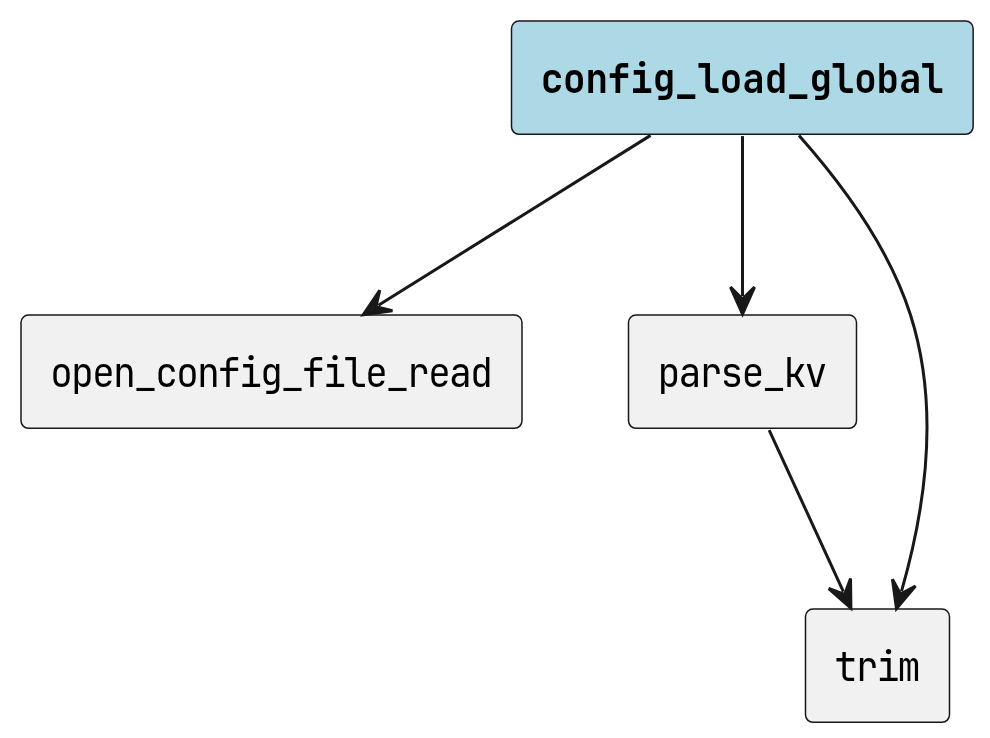 config_load_global
open_config_file_read
parse_kv
trim